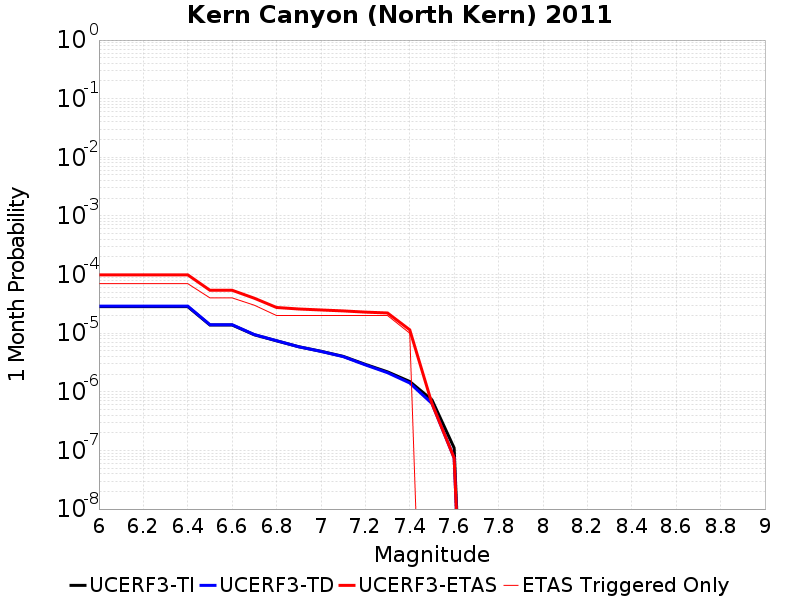 Kern Canyon (North Kern) 2011
1 Month Probability
10^0
10^-1
10^-2
10^-3
10^-4
10^-5
10^-6
10^-7
10^-8
6 6.2 6.4 6.6 6.8 7 7.2 7.4 7.6 7.8 8 8.2 8.4 8.6 8.8 9
Magnitude
UCERF3-TI UCERF3-TD UCERF3-ETAS ETAS Triggered Only